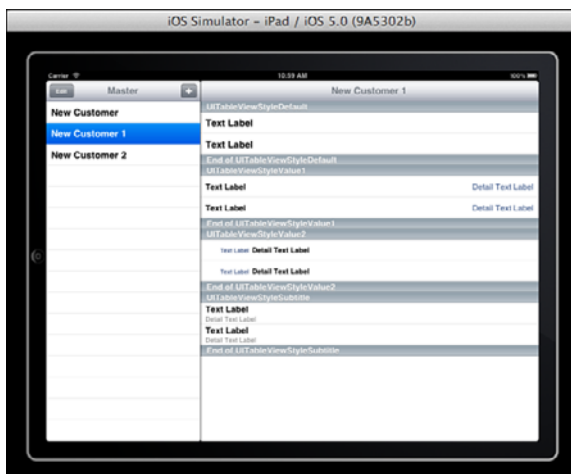 iOS Simulator - iPad / iOS 5.0 (9A5302b)
Carrier 10:39 AM 100%
Edit Master + New Customer 1
New Customer
New Customer 1
New Customer 2
UITableViewStyleDefault
Text Label
Text Label
End of UITableViewStyleDefault
UITableViewStyleValue1
Text Label Detail Text Label
Text Label Detail Text Label
End of UITableViewStyleValue1
UITableViewStyleValue2
Text Label Detail Text Label
Text Label Detail Text Label
End of UITableViewStyleValue2
UITableViewStyleSubtitle
Text Label
Detail Text Label
Text Label
Detail Text Label
End of UITableViewStyleSubtitle